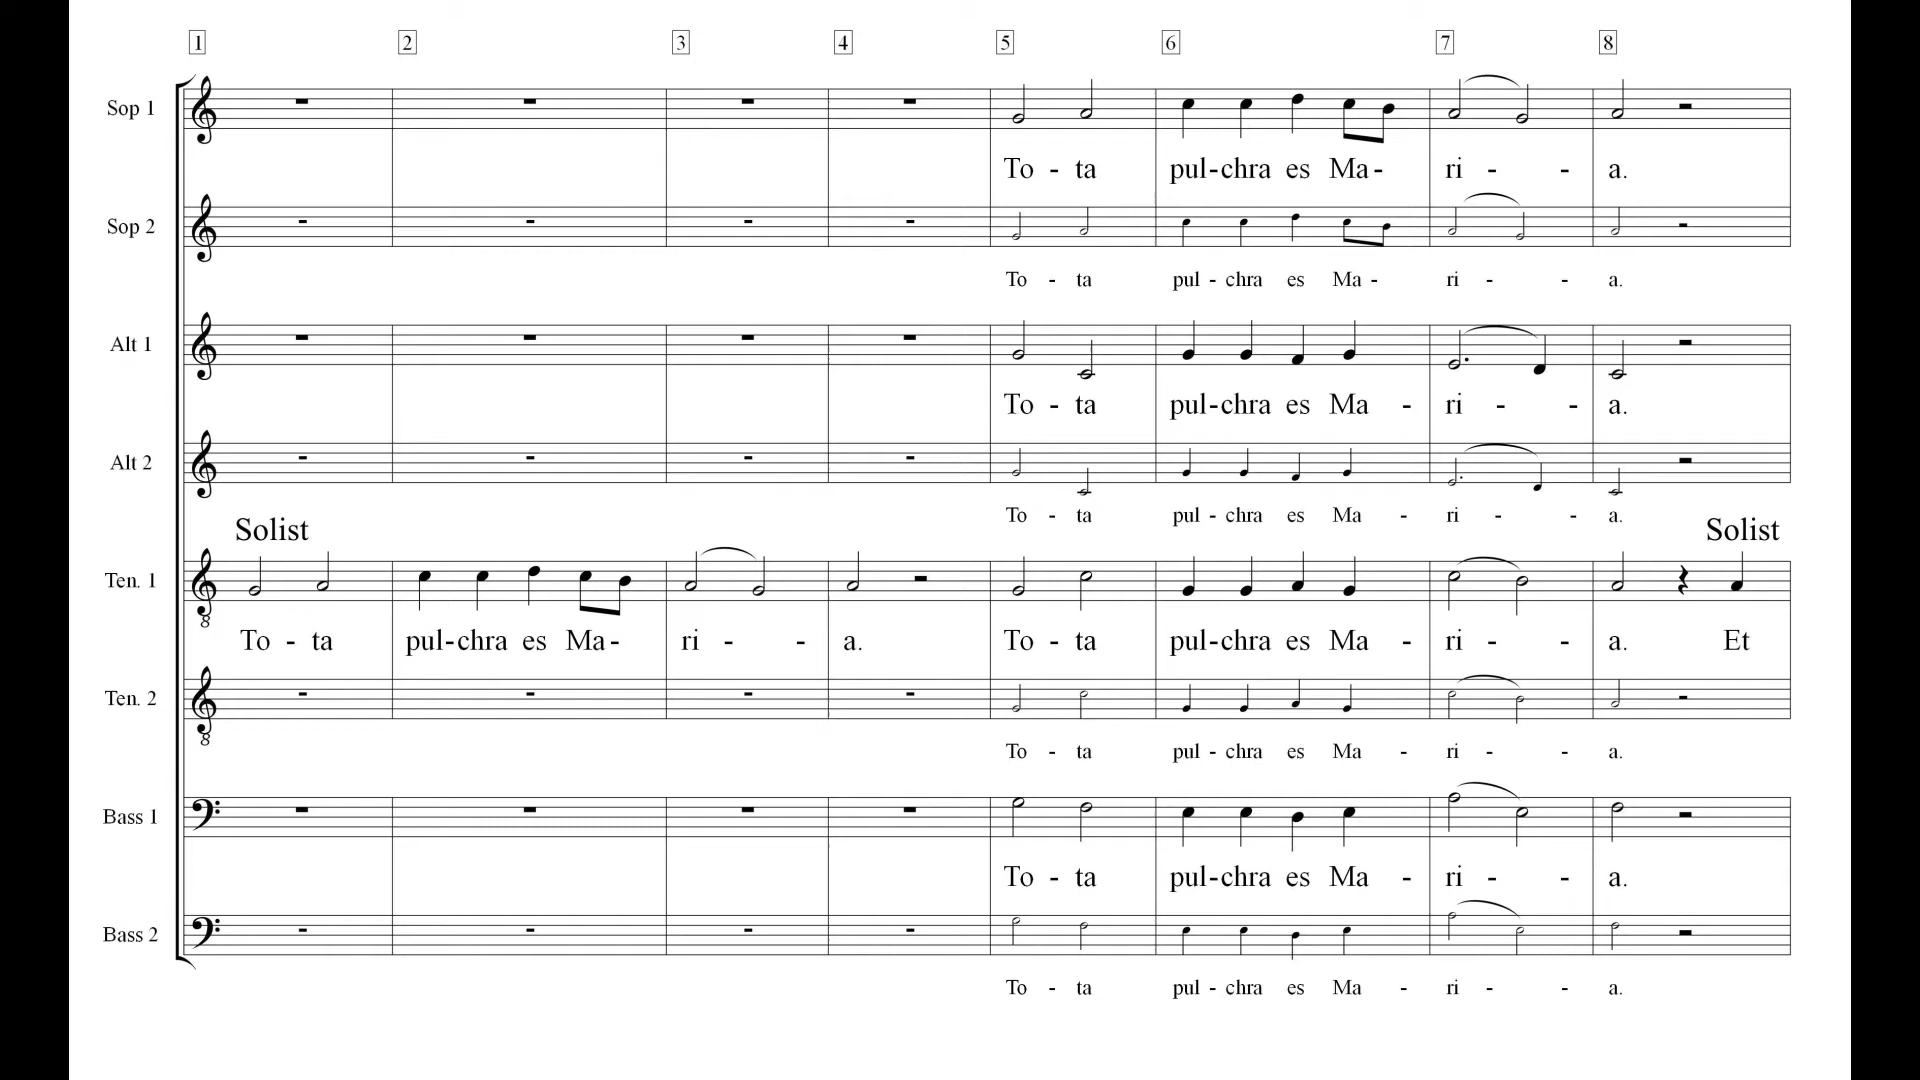 1 2 3 4 5 6 7 8
Sop 1
To - ta pul-chra es Ma- ri - - a.
Sop 2
To - ta pul - chra es Ma - ri - - a.
Alt 1
To - ta pul-chra es Ma - ri - - a.
Alt 2
To - ta pul - chra es Ma - ri - - a.
Solist Solist
Ten. 1
To - ta pul-chra es Ma- ri - - a. To - ta pul-chra es Ma - ri - - a. Et
Ten. 2
To - ta pul - chra es Ma - ri - - a.
Bass 1
To - ta pul-chra es Ma - ri - - a.
Bass 2
To - ta pul - chra es Ma - ri - - a.